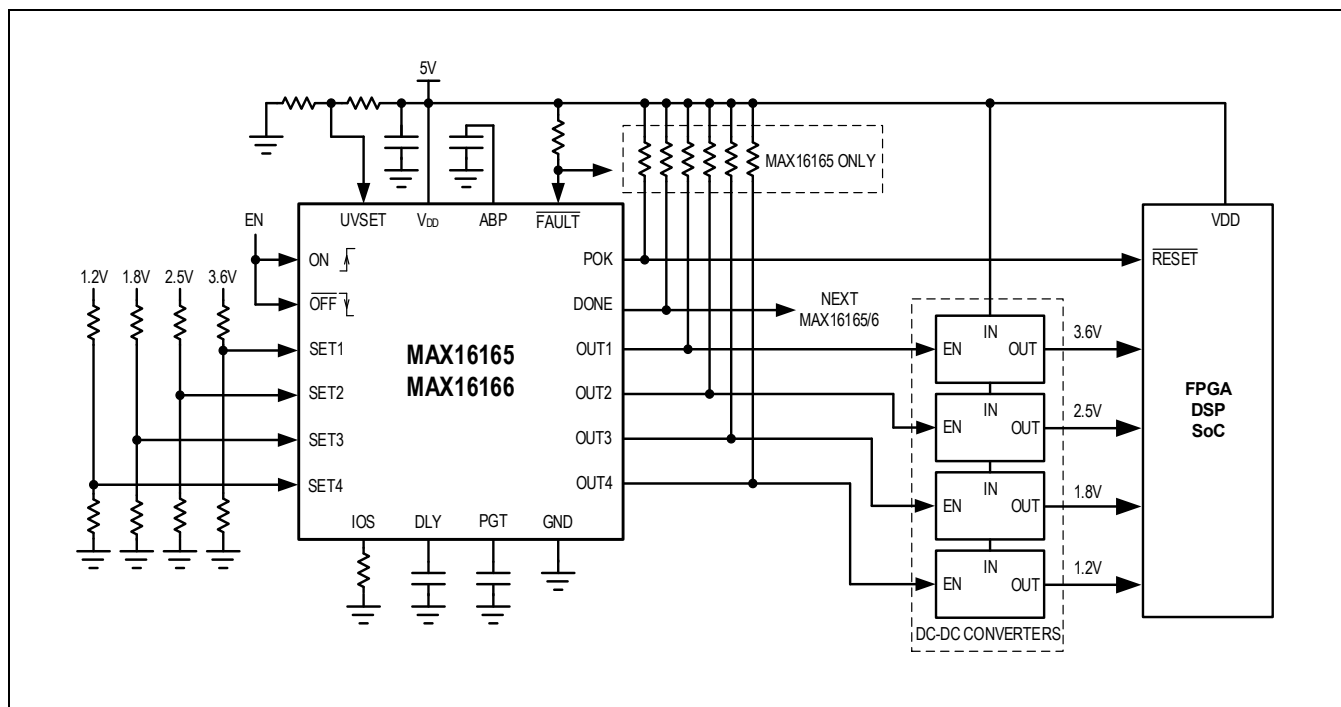 5V
MAX16165 ONLY
UVSET VDD ABP FAULT
VDD
EN
ON
POK
RESET
1.2V 1.8V 2.5V 3.6V
OFF
DONE
NEXT
MAX16165/6
SET1
MAX16165
MAX16166
OUT1
EN IN OUT 3.6V
SET2
OUT2
EN IN OUT 2.5V
FPGA
DSP
SoC
SET3
OUT3
EN IN OUT 1.8V
SET4
OUT4
EN IN OUT 1.2V
IOS DLY PGT GND
DC-DC CONVERTERS